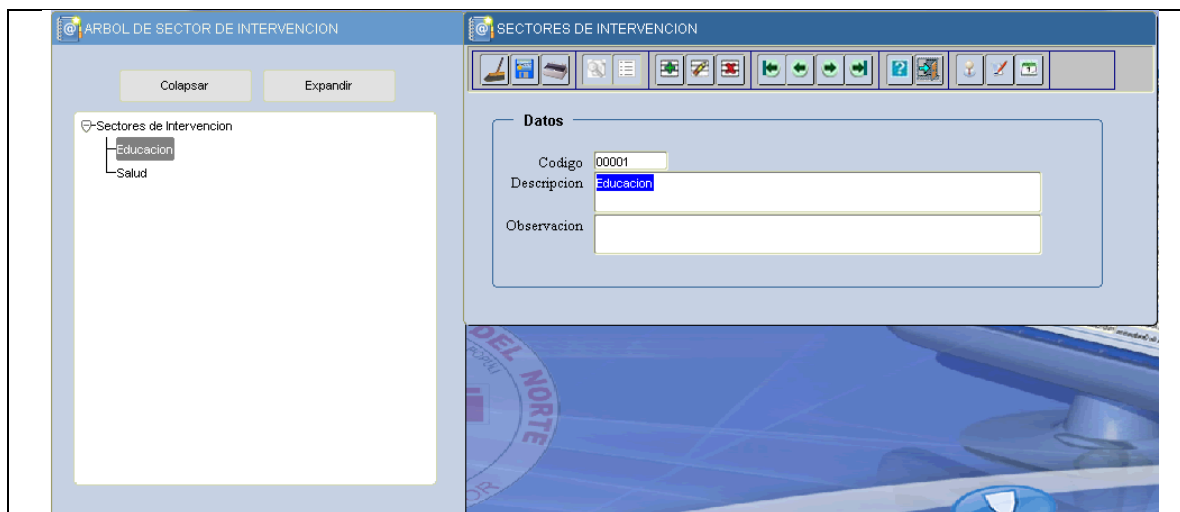 ARBOL DE SECTOR DE INTERVENCION
Colapsar
Expandir
Sectores de Intervencion
Educacion
Salud
SECTORES DE INTERVENCION
Datos
Codigo 00001
Descripcion Educacion
Observacion
DEL NORTE